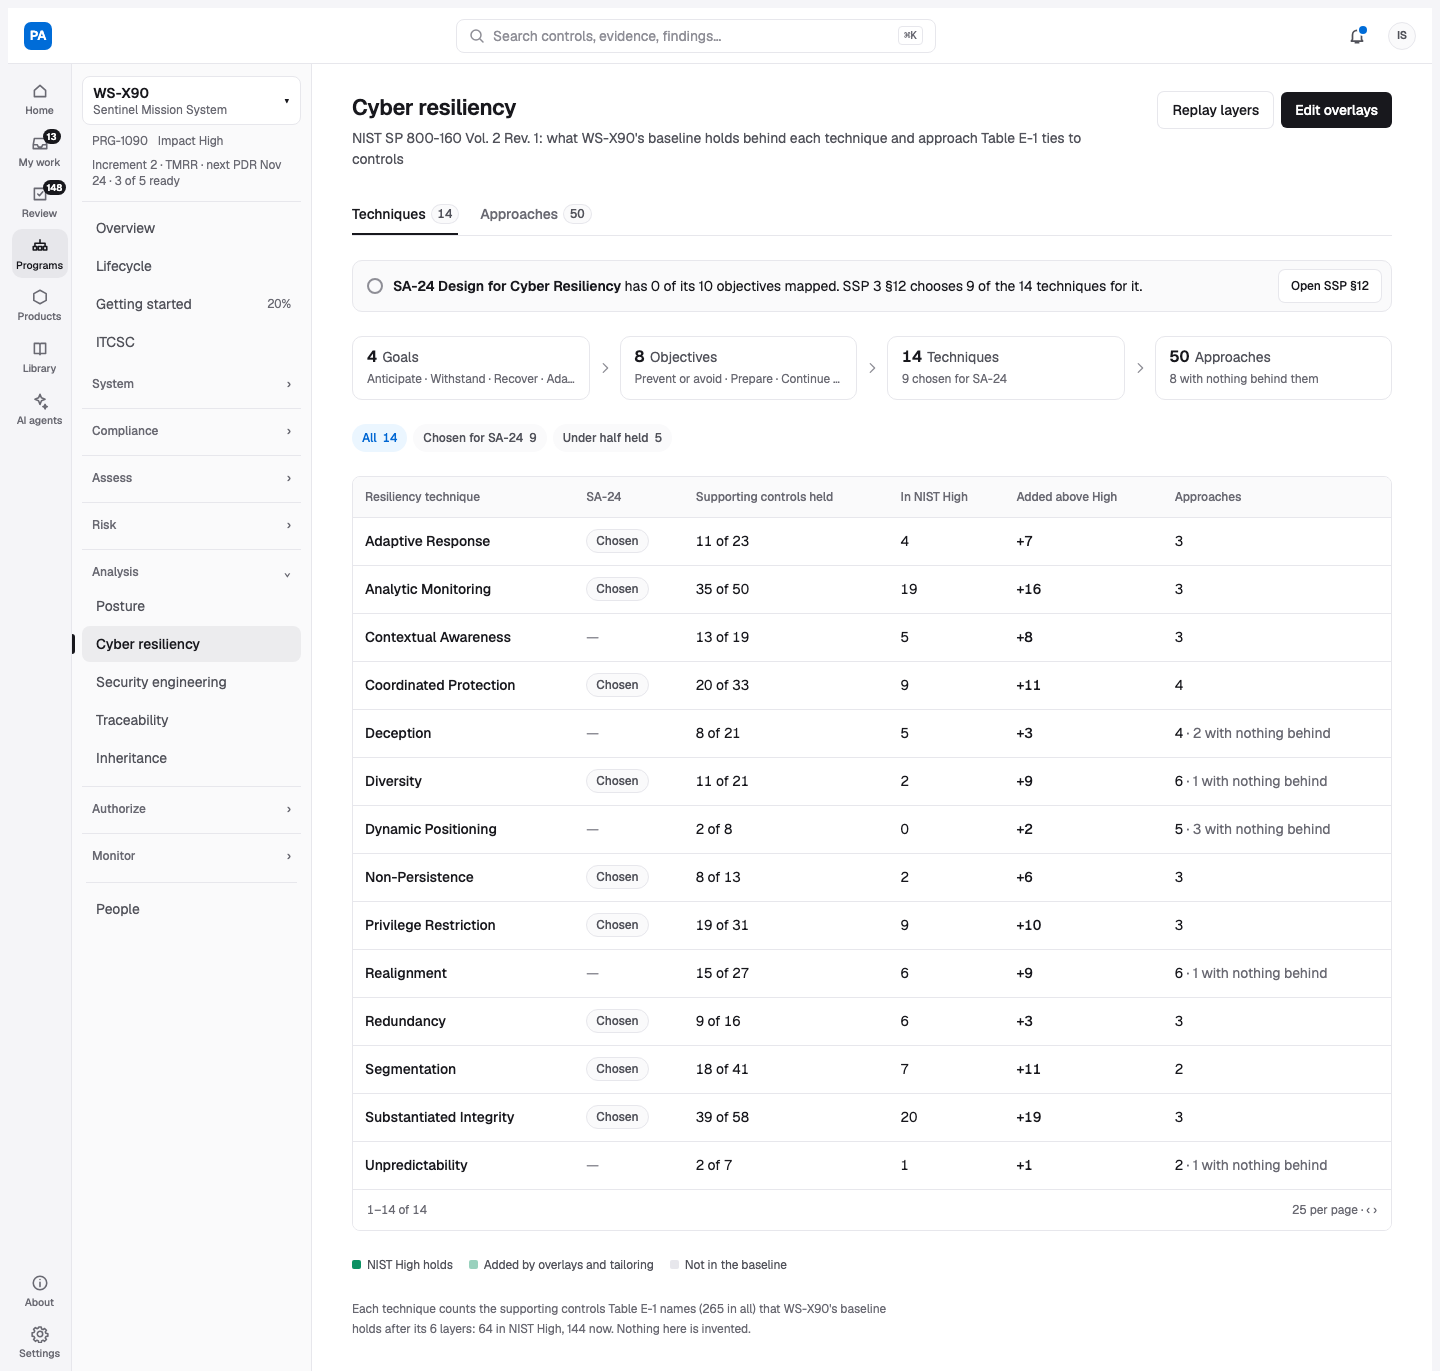 PA
Search controls, evidence, findings...
⌘K
IS
Home
13
My work
148
Review
Programs
Products
Library
AI agents
About
Settings
WS-X90
Sentinel Mission System
PRG-1090 Impact High
Increment 2 · TMRR · next PDR Nov
24 · 3 of 5 ready
Overview
Lifecycle
Getting started 20%
ITCSC
System
Compliance
Assess
Risk
Analysis
Posture
Cyber resiliency
Security engineering
Traceability
Inheritance
Authorize
Monitor
People
Cyber resiliency
Replay layers
Edit overlays
NIST SP 800-160 Vol. 2 Rev. 1: what WS-X90's baseline holds behind each technique and approach Table E-1 ties to
controls
Techniques 14 Approaches 50
SA-24 Design for Cyber Resiliency has 0 of its 10 objectives mapped. SSP 3 §12 chooses 9 of the 14 techniques for it.
Open SSP §12
4 Goals
Anticipate · Withstand · Recover · Ada...
8 Objectives
Prevent or avoid · Prepare · Continue ...
14 Techniques
9 chosen for SA-24
50 Approaches
8 with nothing behind them
All 14 Chosen for SA-24 9 Under half held 5
Resiliency technique SA-24 Supporting controls held In NIST High Added above High Approaches
Adaptive Response Chosen 11 of 23 4 +7 3
Analytic Monitoring Chosen 35 of 50 19 +16 3
Contextual Awareness — 13 of 19 5 +8 3
Coordinated Protection Chosen 20 of 33 9 +11 4
Deception — 8 of 21 5 +3 4 · 2 with nothing behind
Diversity Chosen 11 of 21 2 +9 6 · 1 with nothing behind
Dynamic Positioning — 2 of 8 0 +2 5 · 3 with nothing behind
Non-Persistence Chosen 8 of 13 2 +6 3
Privilege Restriction Chosen 19 of 31 9 +10 3
Realignment — 15 of 27 6 +9 6 · 1 with nothing behind
Redundancy Chosen 9 of 16 6 +3 3
Segmentation Chosen 18 of 41 7 +11 2
Substantiated Integrity Chosen 39 of 58 20 +19 3
Unpredictability — 2 of 7 1 +1 2 · 1 with nothing behind
1–14 of 14 25 per page · ‹ ›
NIST High holds Added by overlays and tailoring Not in the baseline
Each technique counts the supporting controls Table E-1 names (265 in all) that WS-X90's baseline
holds after its 6 layers: 64 in NIST High, 144 now. Nothing here is invented.